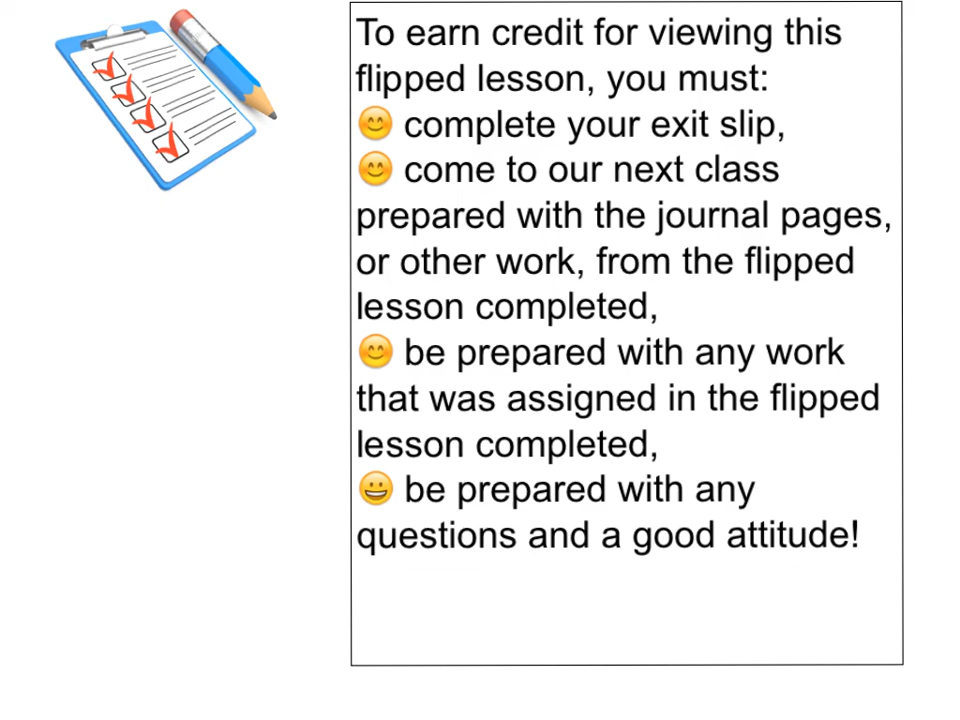 To earn credit for viewing this
flipped lesson, you must:
😊 complete your exit slip,
😊 come to our next class
prepared with the journal pages,
or other work, from the flipped
lesson completed,
😊 be prepared with any work
that was assigned in the flipped
lesson completed,
😀 be prepared with any
questions and a good attitude!